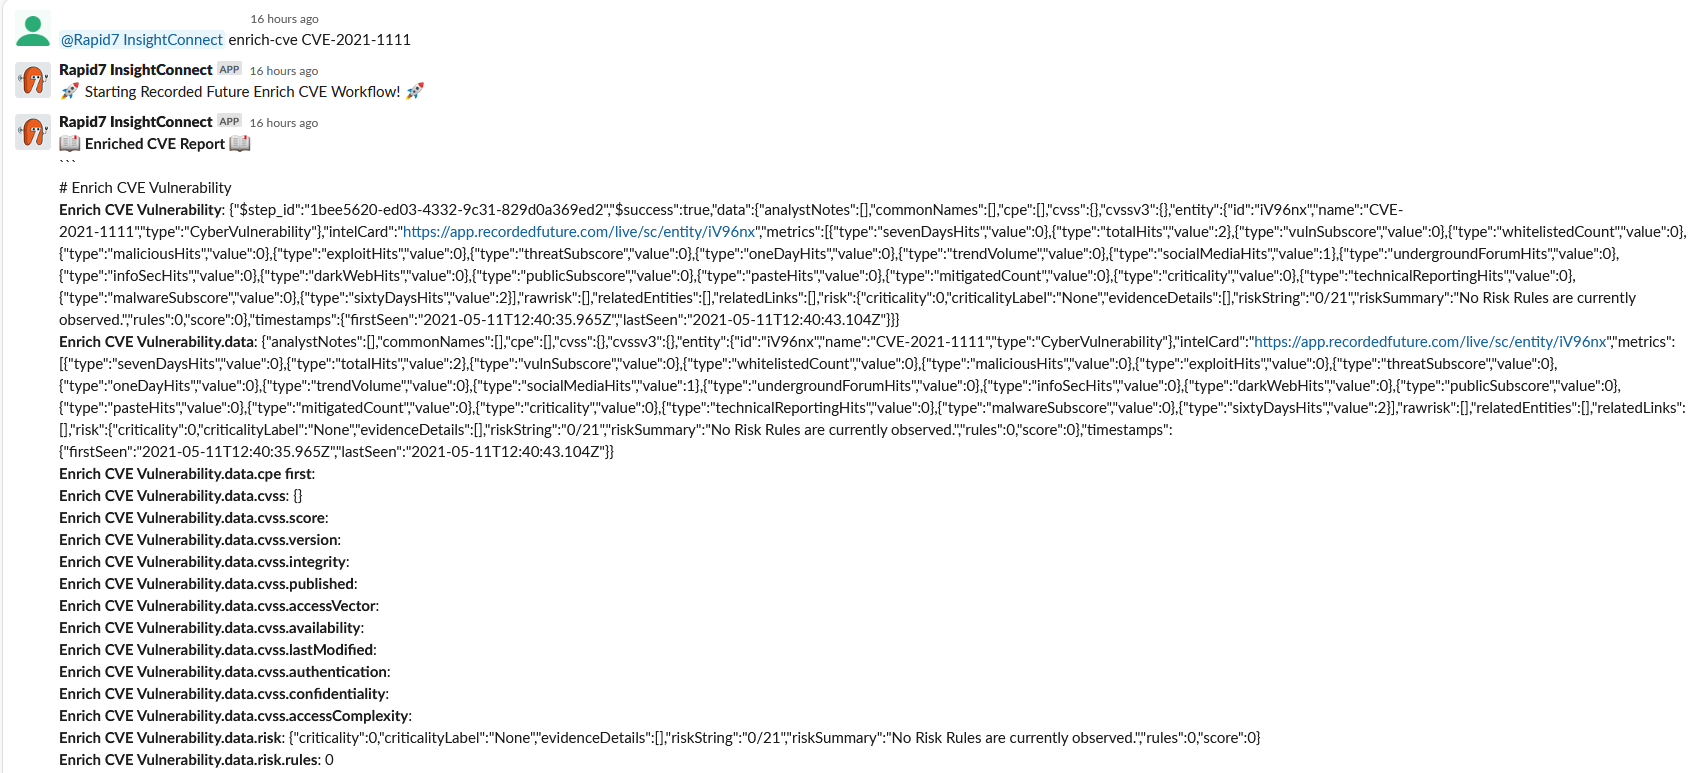 16 hours ago
@Rapid7 InsightConnect enrich-cve CVE-2021-1111
Rapid7 InsightConnect APP 16 hours ago
🚀 Starting Recorded Future Enrich CVE Workflow! 🚀
Rapid7 InsightConnect APP 16 hours ago
📖 Enriched CVE Report 📖
```
# Enrich CVE Vulnerability
Enrich CVE Vulnerability: {"$step_id":"1bee5620-ed03-4332-9c31-829d0a369ed2","$success":true,"data":{"analystNotes":[],"commonNames":[],"cpe":[],"cvss":{},"cvssv3":{},"entity":{"id":"iV96nx","name":"CVE-
2021-1111","type":"CyberVulnerability"},"intelCard":"https://app.recordedfuture.com/live/sc/entity/iV96nx","metrics":[{"type":"sevenDaysHits","value":0},{"type":"totalHits","value":2},{"type":"vulnSubscore","value":0},{"type":"whitelistedCount","value":0},
{"type":"maliciousHits","value":0},{"type":"exploitHits","value":0},{"type":"threatSubscore","value":0},{"type":"oneDayHits","value":0},{"type":"trendVolume","value":0},{"type":"socialMediaHits","value":1},{"type":"undergroundForumHits","value":0},
{"type":"infoSecHits","value":0},{"type":"darkWebHits","value":0},{"type":"publicSubscore","value":0},{"type":"pasteHits","value":0},{"type":"mitigatedCount","value":0},{"type":"criticality","value":0},{"type":"technicalReportingHits","value":0},
{"type":"malwareSubscore","value":0},{"type":"sixtyDaysHits","value":2}],"rawrisk":[],"relatedEntities":[],"relatedLinks":[],"risk":{"criticality":0,"criticalityLabel":"None","evidenceDetails":[],"riskString":"0/21","riskSummary":"No Risk Rules are currently
observed.","rules":0,"score":0},"timestamps":{"firstSeen":"2021-05-11T12:40:35.965Z","lastSeen":"2021-05-11T12:40:43.104Z"}}}
Enrich CVE Vulnerability.data: {"analystNotes":[],"commonNames":[],"cpe":[],"cvss":{},"cvssv3":{},"entity":{"id":"iV96nx","name":"CVE-2021-1111","type":"CyberVulnerability"},"intelCard":"https://app.recordedfuture.com/live/sc/entity/iV96nx","metrics":
[{"type":"sevenDaysHits","value":0},{"type":"totalHits","value":2},{"type":"vulnSubscore","value":0},{"type":"whitelistedCount","value":0},{"type":"maliciousHits","value":0},{"type":"exploitHits","value":0},{"type":"threatSubscore","value":0},
{"type":"oneDayHits","value":0},{"type":"trendVolume","value":0},{"type":"socialMediaHits","value":1},{"type":"undergroundForumHits","value":0},{"type":"infoSecHits","value":0},{"type":"darkWebHits","value":0},{"type":"publicSubscore","value":0},
{"type":"pasteHits","value":0},{"type":"mitigatedCount","value":0},{"type":"criticality","value":0},{"type":"technicalReportingHits","value":0},{"type":"malwareSubscore","value":0},{"type":"sixtyDaysHits","value":2}],"rawrisk":[],"relatedEntities":[],"relatedLinks":
[],"risk":{"criticality":0,"criticalityLabel":"None","evidenceDetails":[],"riskString":"0/21","riskSummary":"No Risk Rules are currently observed.","rules":0,"score":0},"timestamps":
{"firstSeen":"2021-05-11T12:40:35.965Z","lastSeen":"2021-05-11T12:40:43.104Z"}}
Enrich CVE Vulnerability.data.cpe first:
Enrich CVE Vulnerability.data.cvss: {}
Enrich CVE Vulnerability.data.cvss.score:
Enrich CVE Vulnerability.data.cvss.version:
Enrich CVE Vulnerability.data.cvss.integrity:
Enrich CVE Vulnerability.data.cvss.published:
Enrich CVE Vulnerability.data.cvss.accessVector:
Enrich CVE Vulnerability.data.cvss.availability:
Enrich CVE Vulnerability.data.cvss.lastModified:
Enrich CVE Vulnerability.data.cvss.authentication:
Enrich CVE Vulnerability.data.cvss.confidentiality:
Enrich CVE Vulnerability.data.cvss.accessComplexity:
Enrich CVE Vulnerability.data.risk: {"criticality":0,"criticalityLabel":"None","evidenceDetails":[],"riskString":"0/21","riskSummary":"No Risk Rules are currently observed.","rules":0,"score":0}
Enrich CVE Vulnerability.data.risk.rules: 0